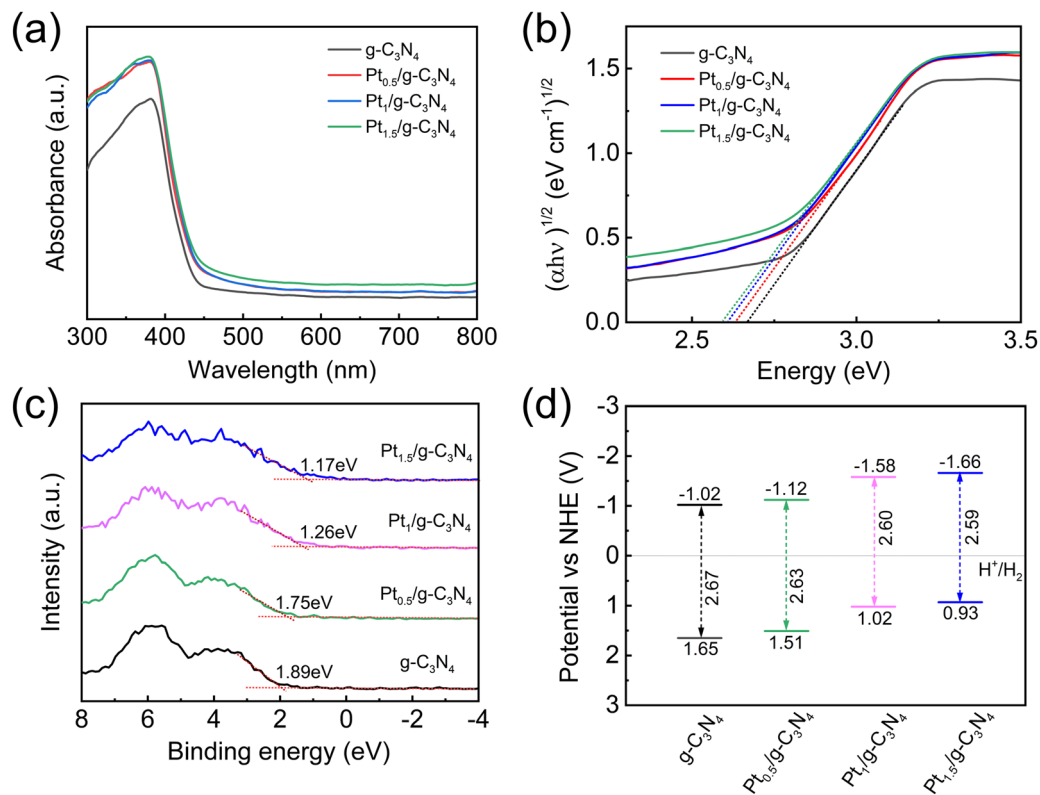 (a)
g-C₃N₄
Pt₀.₅/g-C₃N₄
Pt₁/g-C₃N₄
Pt₁.₅/g-C₃N₄
Absorbance (a.u.)
300 400 500 600 700 800
Wavelength (nm)
(b)
g-C₃N₄
Pt₀.₅/g-C₃N₄
Pt₁/g-C₃N₄
Pt₁.₅/g-C₃N₄
(αhν)¹ᐟ² (eV cm⁻¹)¹ᐟ²
1.5
1.0
0.5
0.0
2.5 3.0 3.5
Energy (eV)
(c)
Pt₁.₅/g-C₃N₄
1.17eV
Pt₁/g-C₃N₄
1.26eV
Pt₀.₅/g-C₃N₄
1.75eV
g-C₃N₄
1.89eV
Intensity (a.u.)
8 6 4 2 0 -2 -4
Binding energy (eV)
(d)
Potential vs NHE (V)
-3
-2
-1
0
1
2
3
-1.02
2.67
1.65
-1.12
2.63
1.51
-1.58
2.60
1.02
-1.66
2.59
0.93
H⁺/H₂
g-C₃N₄
Pt₀.₅/g-C₃N₄
Pt₁/g-C₃N₄
Pt₁.₅/g-C₃N₄